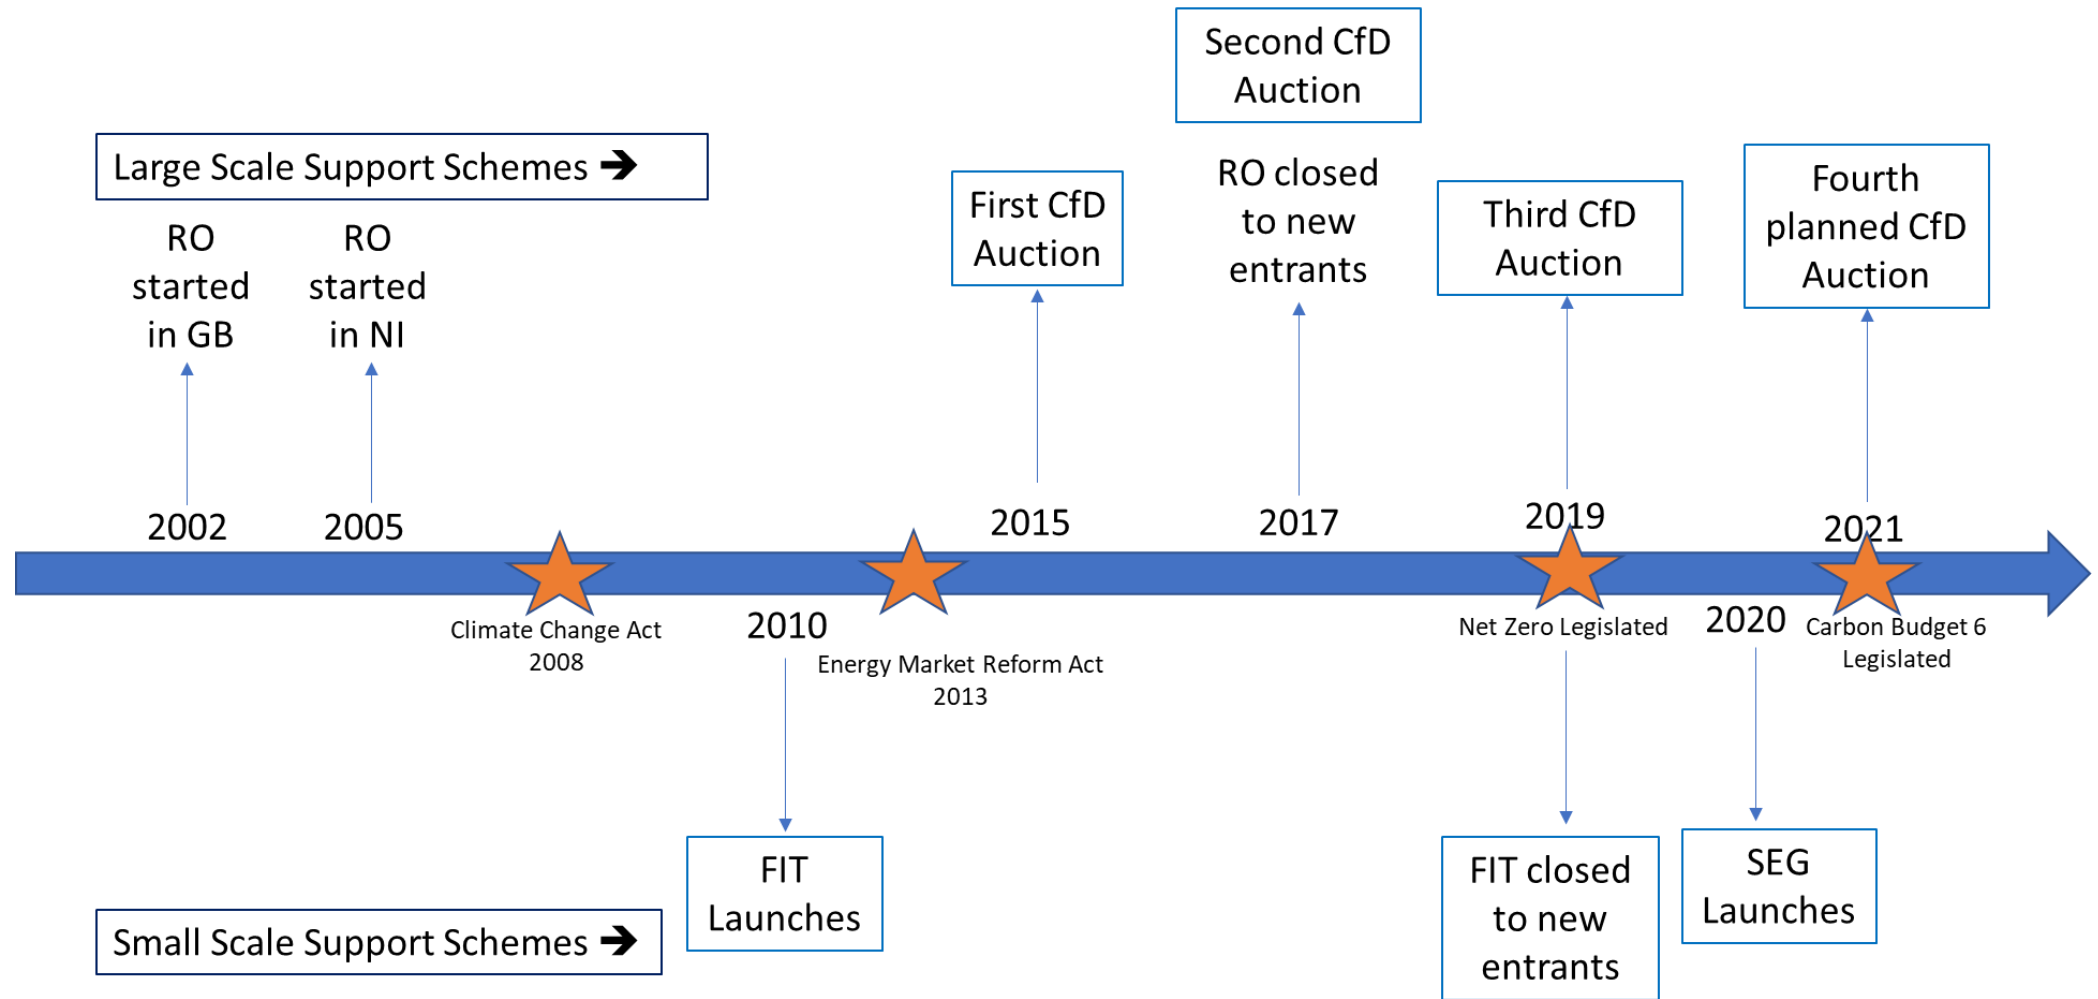 Second CfD
Auction
Large Scale Support Schemes 🡪
RO
started
in GB
RO
started
in NI
First CfD
Auction
RO closed
to new
entrants
Third CfD
Auction
Fourth
planned CfD
Auction
2002
2005
2015
2017
2019
2021
Climate Change Act
2008
2010
Energy Market Reform Act
2013
Net Zero Legislated
2020
Carbon Budget 6
Legislated
FIT
Launches
FIT closed
to new
entrants
SEG
Launches
Small Scale Support Schemes 🡪